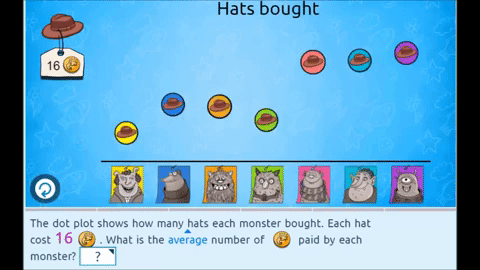 Hats bought
16
The dot plot shows how many hats each monster bought. Each hat
cost 16 . What is the average number of paid by each
monster? ?